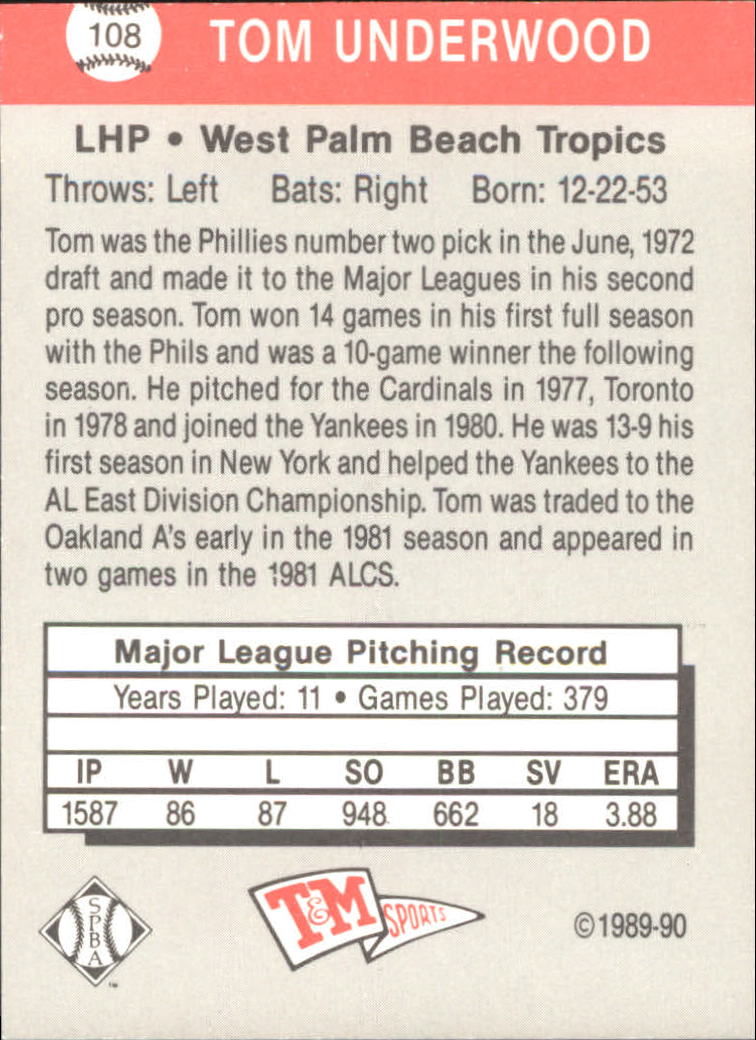 108 TOM UNDERWOOD
LHP • West Palm Beach Tropics
Throws: Left Bats: Right Born: 12-22-53
Tom was the Phillies number two pick in the June, 1972
draft and made it to the Major Leagues in his second
pro season. Tom won 14 games in his first full season
with the Phils and was a 10-game winner the following
season. He pitched for the Cardinals in 1977, Toronto
in 1978 and joined the Yankees in 1980. He was 13-9 his
first season in New York and helped the Yankees to the
AL East Division Championship. Tom was traded to the
Oakland A's early in the 1981 season and appeared in
two games in the 1981 ALCS.
Major League Pitching Record
Years Played: 11 • Games Played: 379
IP W L SO BB SV ERA
1587 86 87 948 662 18 3.88
SPBA ™
T&M SPORTS
©1989-90